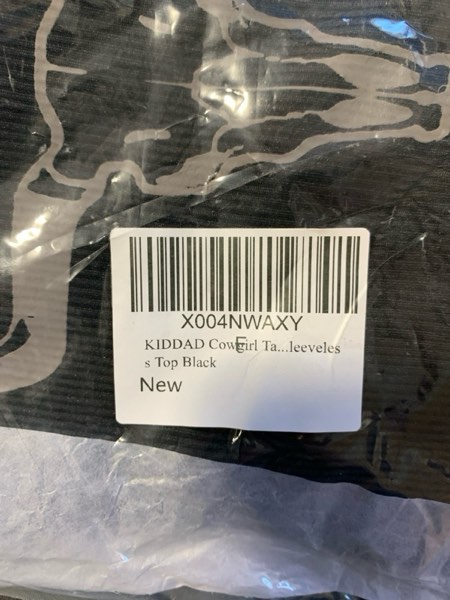 X004NWAXY
E
KIDDAD Cowgirl Ta...leeveles
s Top Black
New